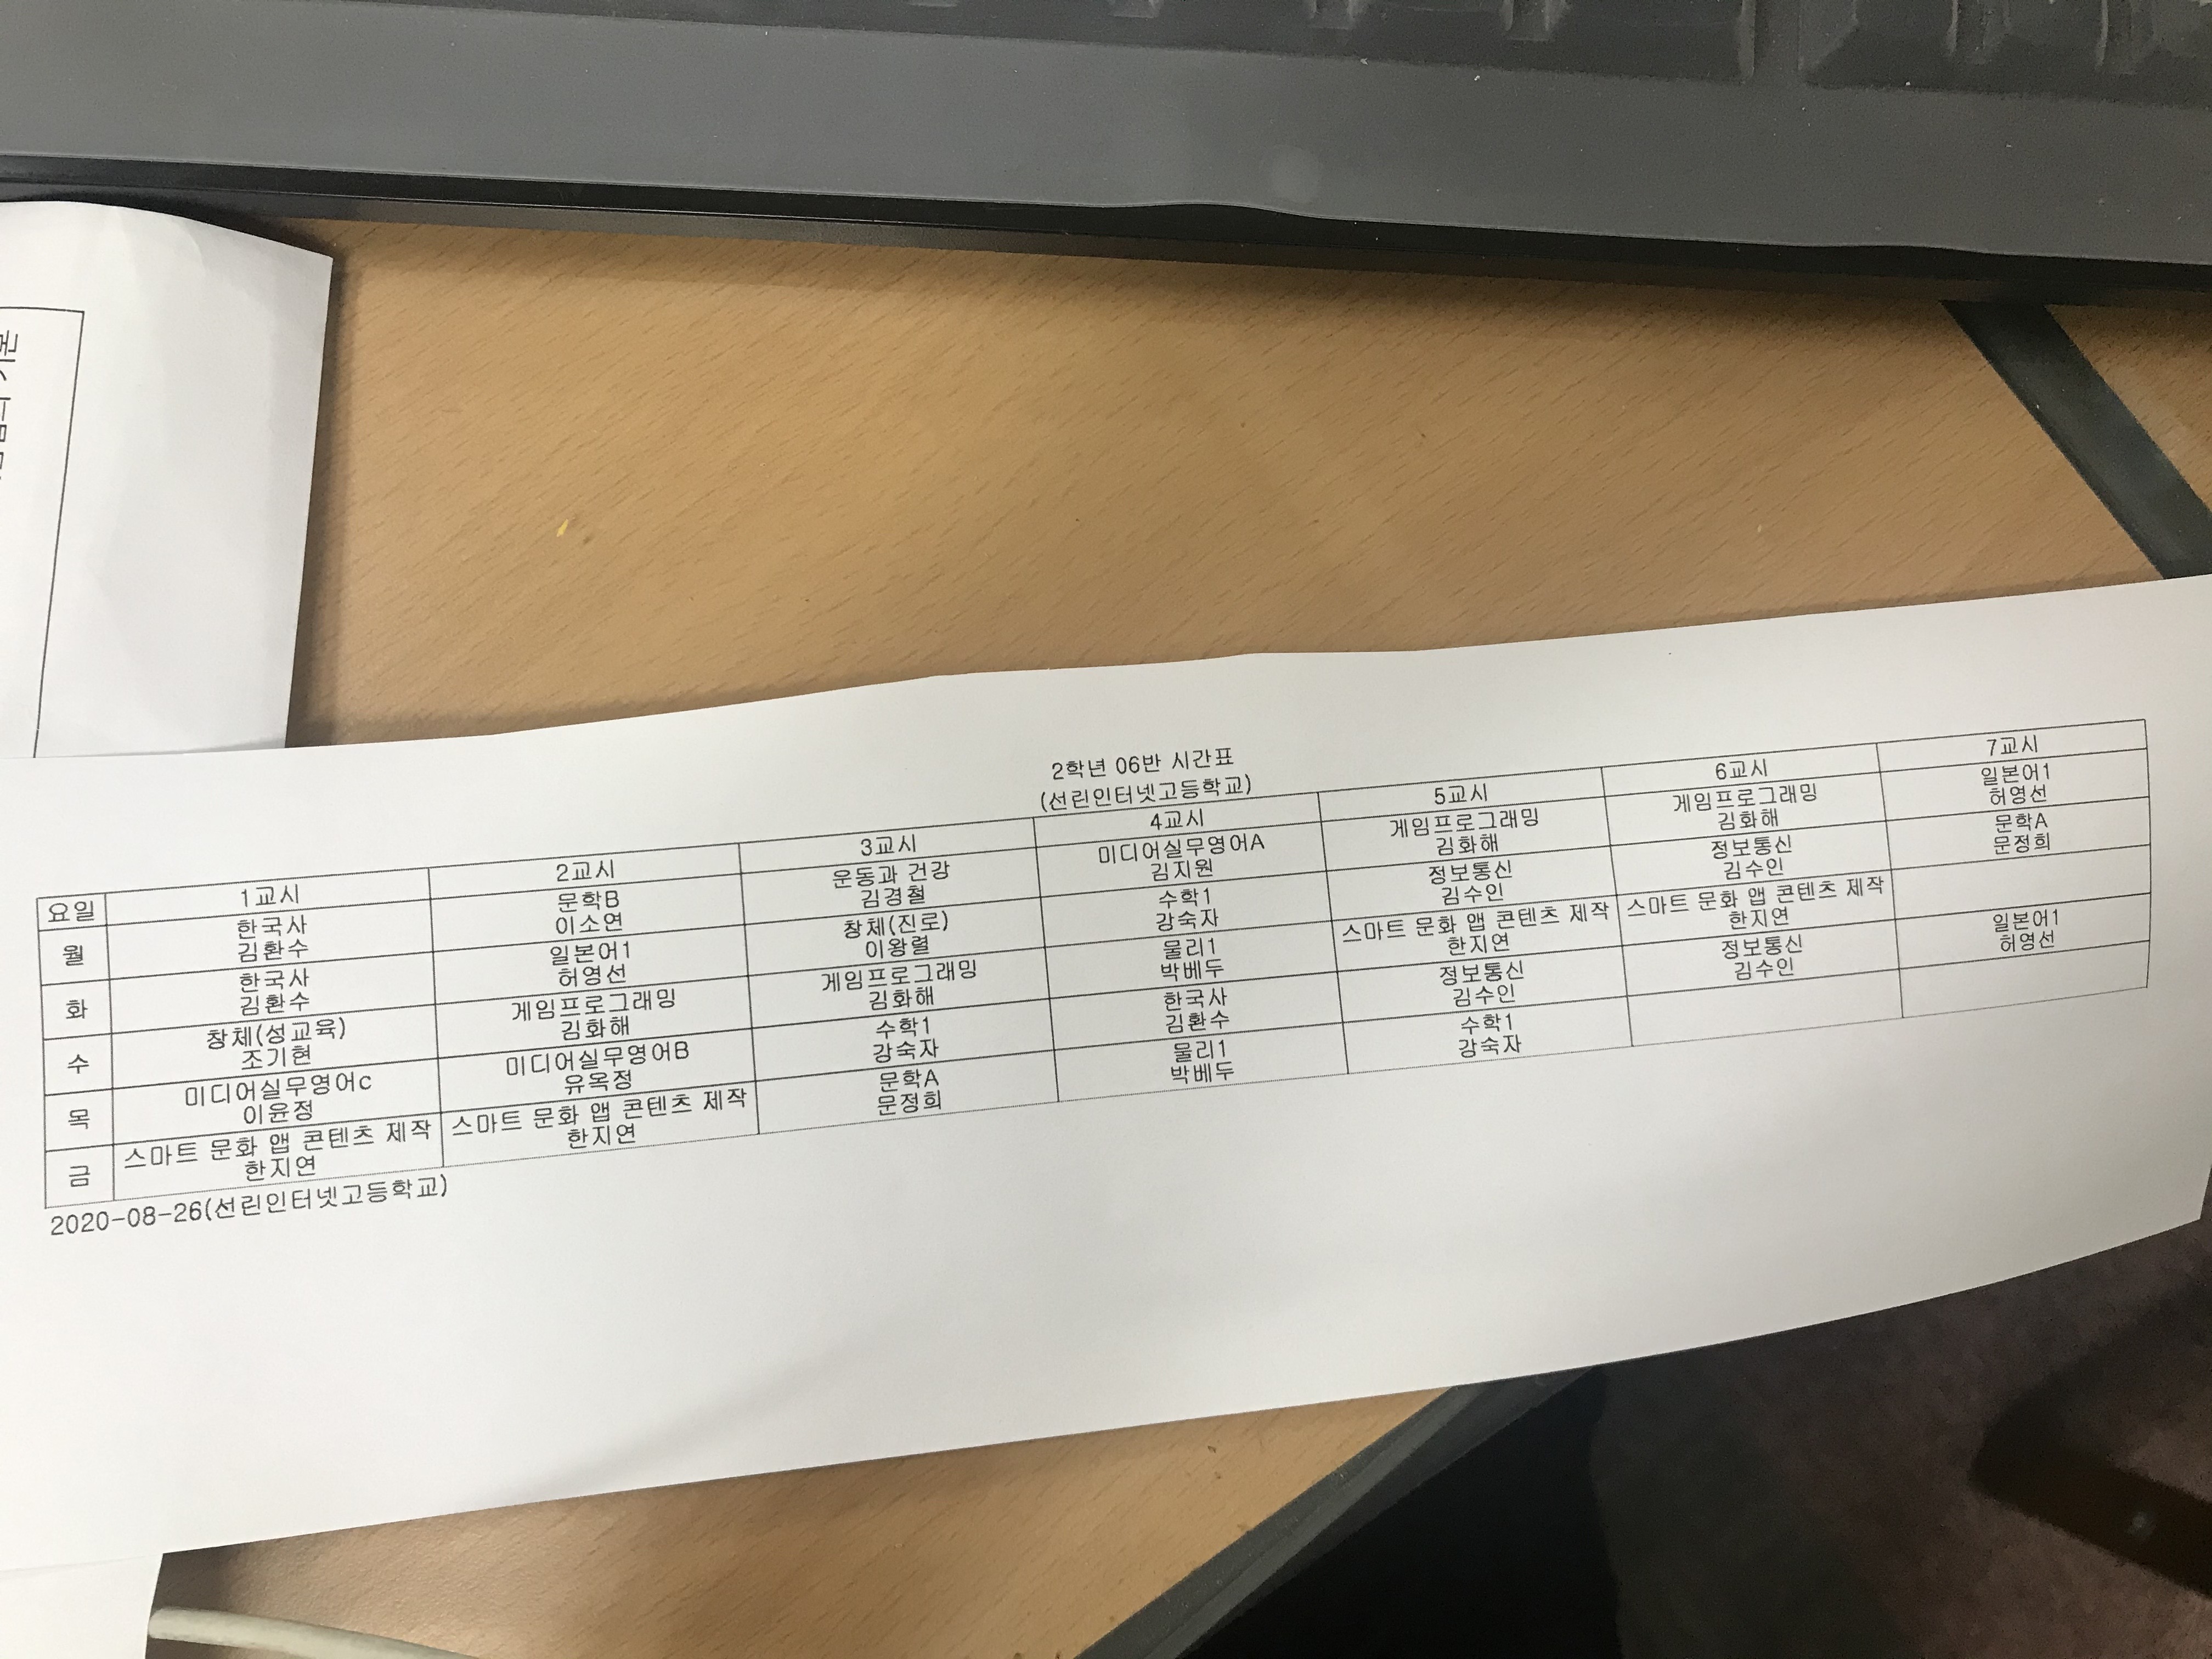 2학년 06반 시간표
(선린인터넷고등학교)
요일 1교시 2교시 3교시 4교시 5교시 6교시 7교시
월 한국사 문학B 운동과 건강 미디어실무영어A 게임프로그래밍 게임프로그래밍 일본어1
김환수 이소연 김경철 김지원 김화해 김화해 허영선
화 한국사 일본어1 창체(진로) 수학1 정보통신 정보통신 문학A
김환수 허영선 이왕렬 강숙자 김수인 김수인 문정희
수 창체(성교육) 게임프로그래밍 게임프로그래밍 물리1 스마트 문화 앱 콘텐츠 제작 스마트 문화 앱 콘텐츠 제작
조기현 김화해 김화해 박베두 한지연 한지연
목 미디어실무영어c 미디어실무영어B 수학1 한국사 정보통신 정보통신 일본어1
이윤정 유옥정 강숙자 김환수 김수인 김수인 허영선
금 스마트 문화 앱 콘텐츠 제작 스마트 문화 앱 콘텐츠 제작 문학A 물리1 수학1
한지연 한지연 문정희 박베두 강숙자
2020-08-26(선린인터넷고등학교)